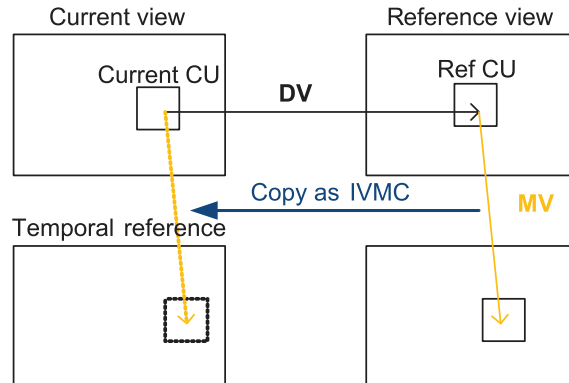 Current view
Reference view
Current CU
Ref CU
DV
Copy as IVMC
MV
Temporal reference